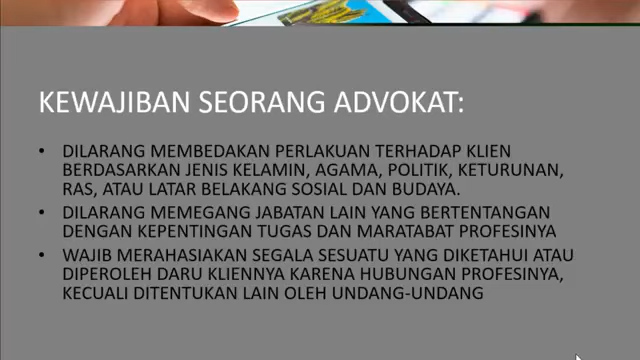 KEWAJIBAN SEORANG ADVOKAT:
• DILARANG MEMBEDAKAN PERLAKUAN TERHADAP KLIEN
BERDASARKAN JENIS KELAMIN, AGAMA, POLITIK, KETURUNAN,
RAS, ATAU LATAR BELAKANG SOSIAL DAN BUDAYA.
• DILARANG MEMEGANG JABATAN LAIN YANG BERTENTANGAN
DENGAN KEPENTINGAN TUGAS DAN MARATABAT PROFESINYA
• WAJIB MERAHASIAKAN SEGALA SESUATU YANG DIKETAHUI ATAU
DIPEROLEH DARU KLIENNYA KARENA HUBUNGAN PROFESINYA,
KECUALI DITENTUKAN LAIN OLEH UNDANG-UNDANG